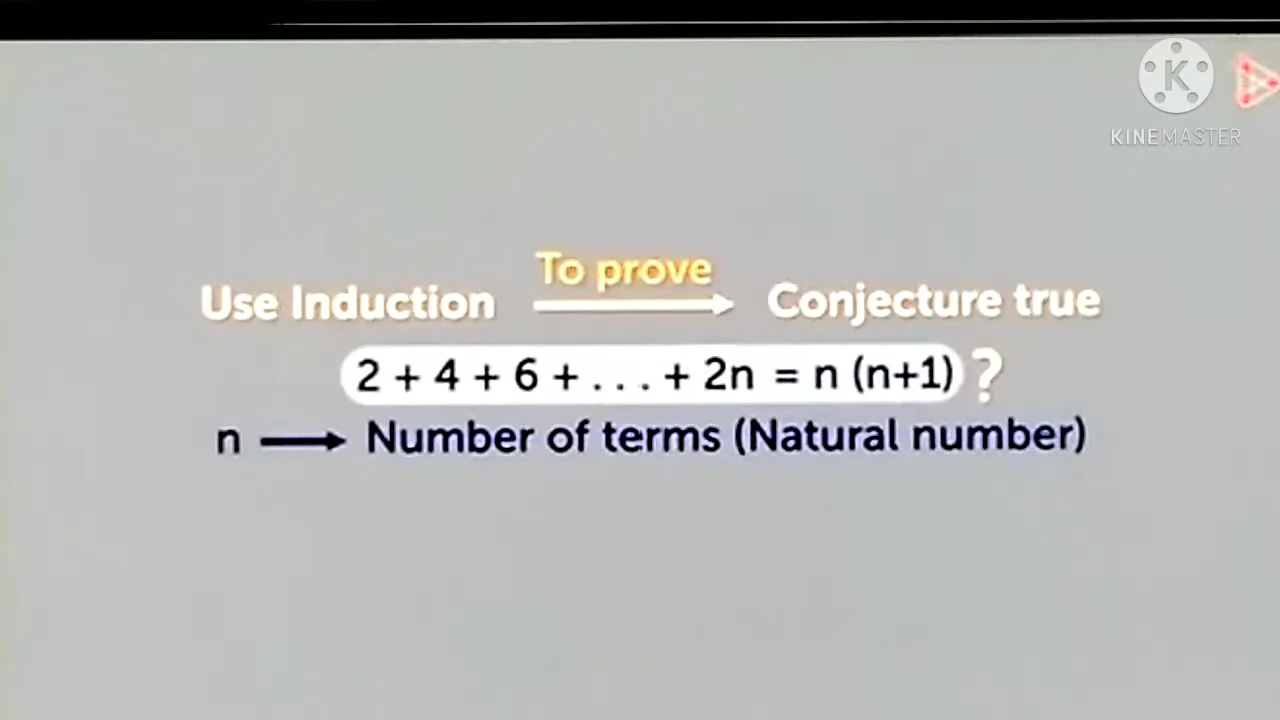 K
KINEMASTER
To prove
Use Induction Conjecture true
2 + 4 + 6 + . . . + 2n = n (n+1) ?
n Number of terms (Natural number)